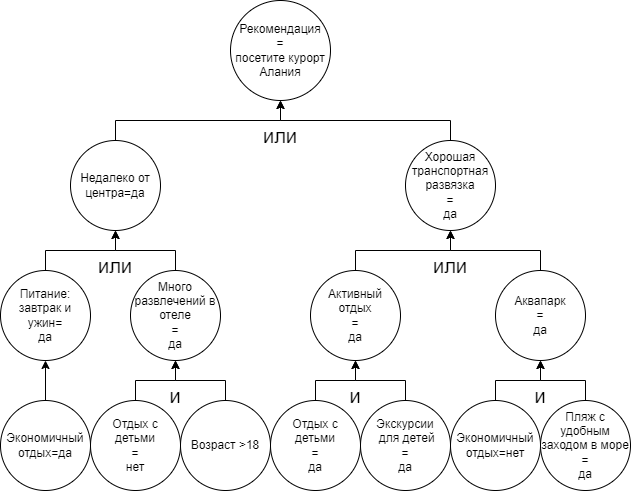 Рекомендация
=
посетите курорт
Алания
ИЛИ
Недалеко от
центра=да
Хорошая
транспортная
развязка
=
да
ИЛИ
ИЛИ
Питание:
завтрак и
ужин=
да
Много
развлечений в
отеле
=
да
Активный
отдых
=
да
Аквапарк
=
да
И
И
И
Экономичный
отдых=да
Отдых с
детьми
=
нет
Возраст >18
Отдых с
детьми
=
да
Экскурсии
для детей
=
да
Экономичный
отдых=нет
Пляж с
удобным
заходом в море
=
да